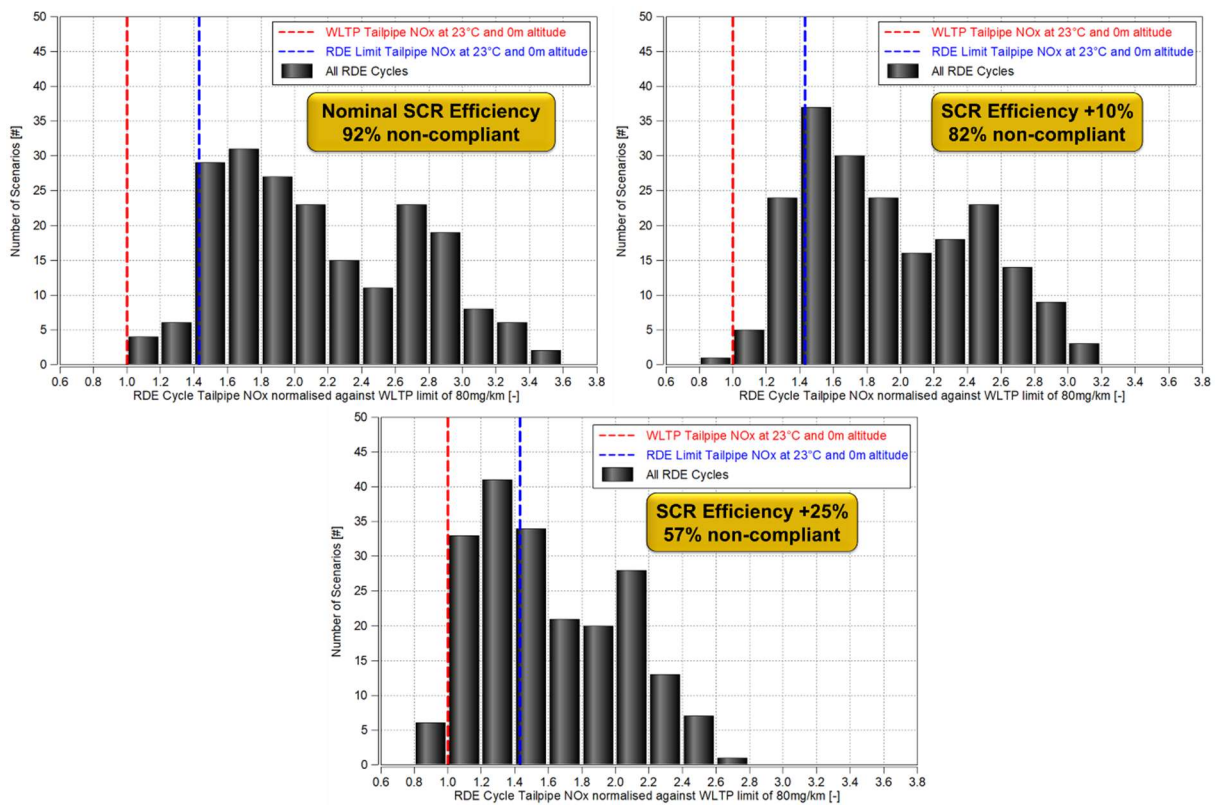 50
45
40
35
30
25
20
15
10
5
0
Number of Scenarios [#]
WLTP Tailpipe NOx at 23°C and 0m altitude
RDE Limit Tailpipe NOx at 23°C and 0m altitude
All RDE Cycles
Nominal SCR Efficiency
92% non-compliant
0.6 0.8 1.0 1.2 1.4 1.6 1.8 2.0 2.2 2.4 2.6 2.8 3.0 3.2 3.4 3.6 3.8
RDE Cycle Tailpipe NOx normalised against WLTP limit of 80mg/km [-]
50
45
40
35
30
25
20
15
10
5
0
Number of Scenarios [#]
WLTP Tailpipe NOx at 23°C and 0m altitude
RDE Limit Tailpipe NOx at 23°C and 0m altitude
All RDE Cycles
SCR Efficiency +10%
82% non-compliant
0.6 0.8 1.0 1.2 1.4 1.6 1.8 2.0 2.2 2.4 2.6 2.8 3.0 3.2 3.4 3.6 3.8
RDE Cycle Tailpipe NOx normalised against WLTP limit of 80mg/km [-]
50
45
40
35
30
25
20
15
10
5
0
Number of Scenarios [#]
WLTP Tailpipe NOx at 23°C and 0m altitude
RDE Limit Tailpipe NOx at 23°C and 0m altitude
All RDE Cycles
SCR Efficiency +25%
57% non-compliant
0.6 0.8 1.0 1.2 1.4 1.6 1.8 2.0 2.2 2.4 2.6 2.8 3.0 3.2 3.4 3.6 3.8
RDE Cycle Tailpipe NOx normalised against WLTP limit of 80mg/km [-]